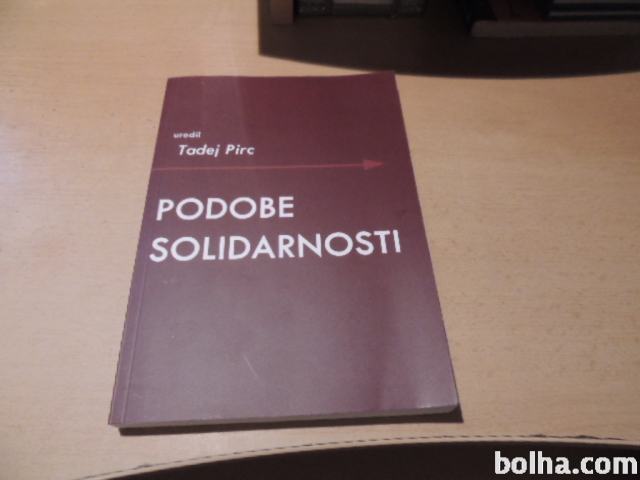 uredil
Tadej Pirc
PODOBE
SOLIDARNOSTI
bolha.com